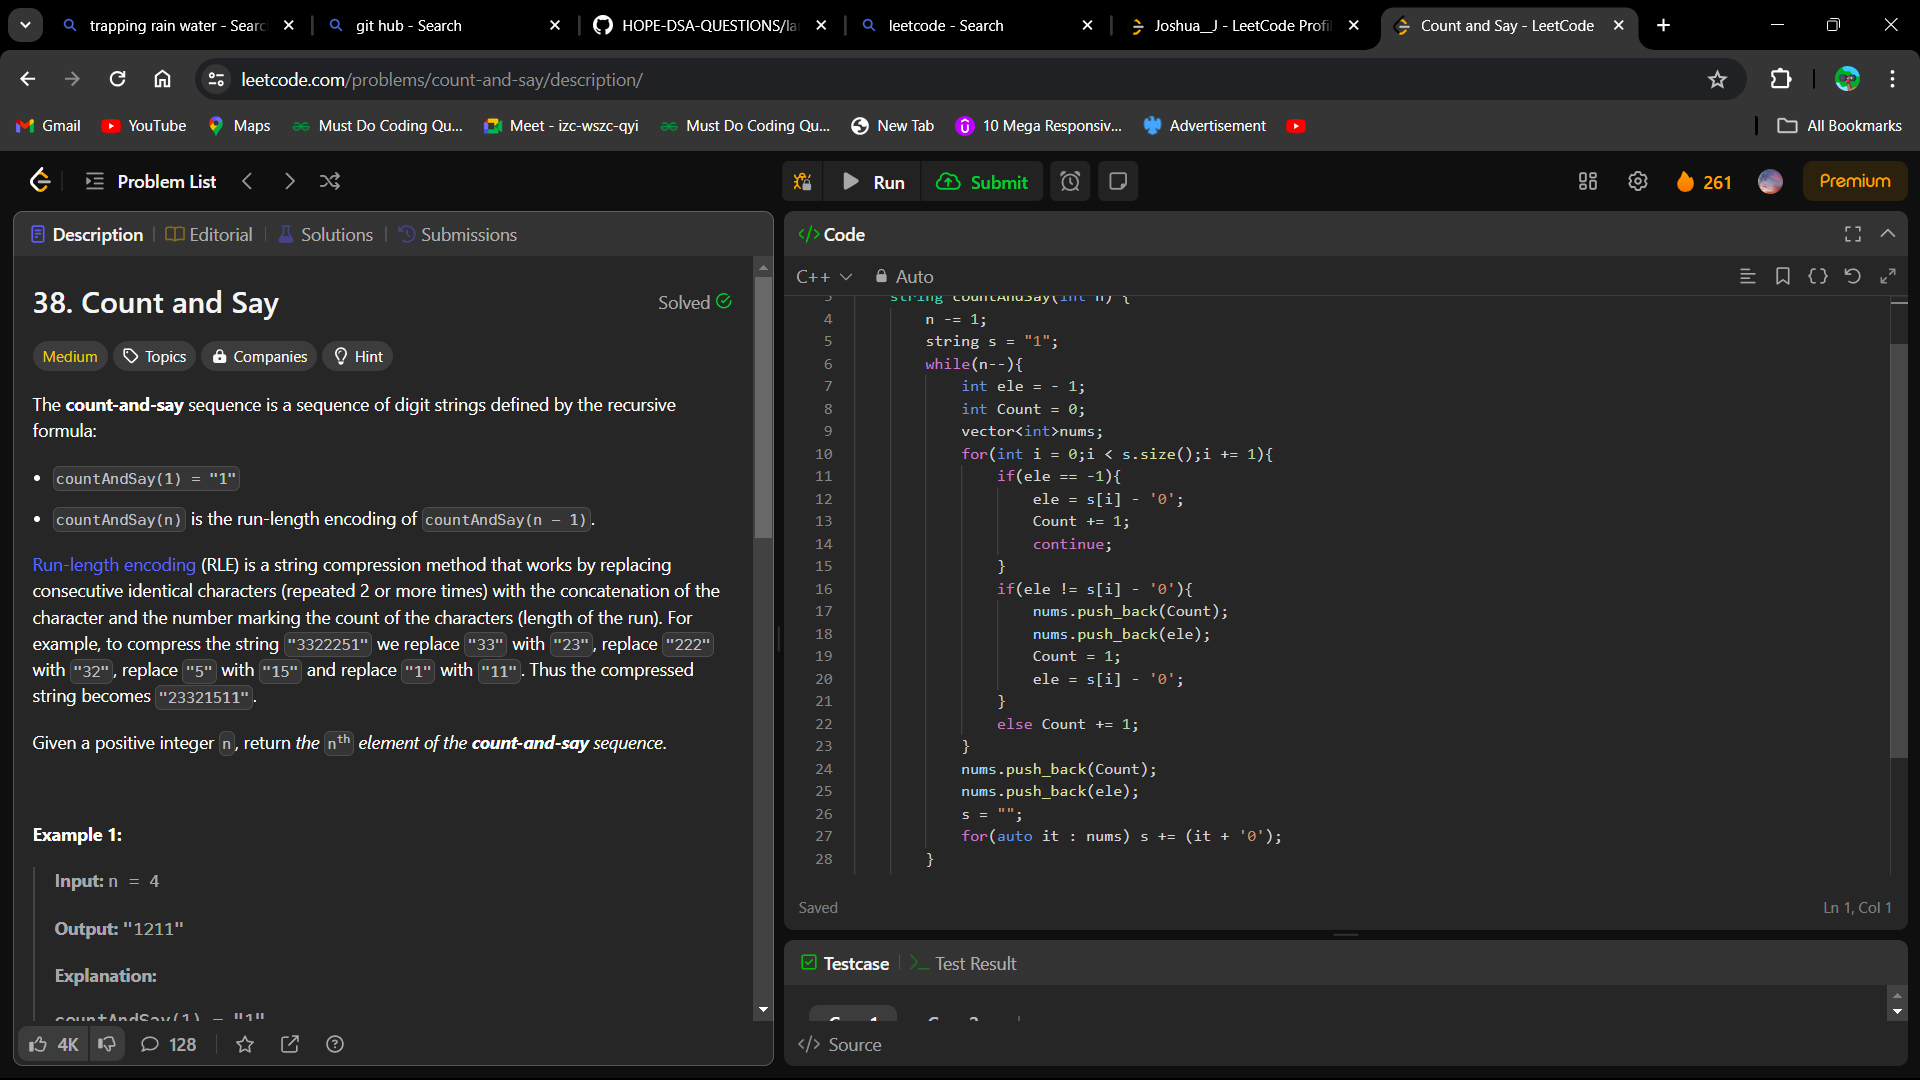 trapping rain water - Searc
git hub - Search
HOPE-DSA-QUESTIONS/la
leetcode - Search
Joshua__J - LeetCode Profil
Count and Say - LeetCode
leetcode.com/problems/count-and-say/description/
Gmail
YouTube
Maps
Must Do Coding Qu...
Meet - izc-wszc-qyi
Must Do Coding Qu...
New Tab
10 Mega Responsiv...
Advertisement
All Bookmarks
Problem List
Run
Submit
261
Premium
Description
Editorial
Solutions
Submissions
38. Count and Say
Solved
Medium
Topics
Companies
Hint
The count-and-say sequence is a sequence of digit strings defined by the recursive
formula:
• countAndSay(1) = "1"
• countAndSay(n) is the run-length encoding of countAndSay(n - 1).
Run-length encoding (RLE) is a string compression method that works by replacing
consecutive identical characters (repeated 2 or more times) with the concatenation of the
character and the number marking the count of the characters (length of the run). For
example, to compress the string "3322251" we replace "33" with "23", replace "222"
with "32", replace "5" with "15" and replace "1" with "11". Thus the compressed
string becomes "23321511".
Given a positive integer n, return the nth element of the count-and-say sequence.
Example 1:
Input: n = 4
Output: "1211"
Explanation:
countAndSay(1) = "1"
4K
128
</> Code
C++
Auto
3 string countAndSay(int n) {
4 n -= 1;
5 string s = "1";
6 while(n--){
7 int ele = - 1;
8 int Count = 0;
9 vector<int>nums;
10 for(int i = 0;i < s.size();i += 1){
11 if(ele == -1){
12 ele = s[i] - '0';
13 Count += 1;
14 continue;
15 }
16 if(ele != s[i] - '0'){
17 nums.push_back(Count);
18 nums.push_back(ele);
19 Count = 1;
20 ele = s[i] - '0';
21 }
22 else Count += 1;
23 }
24 nums.push_back(Count);
25 nums.push_back(ele);
26 s = "";
27 for(auto it : nums) s += (it + '0');
28 }
Saved
Ln 1, Col 1
Testcase
Test Result
</> Source